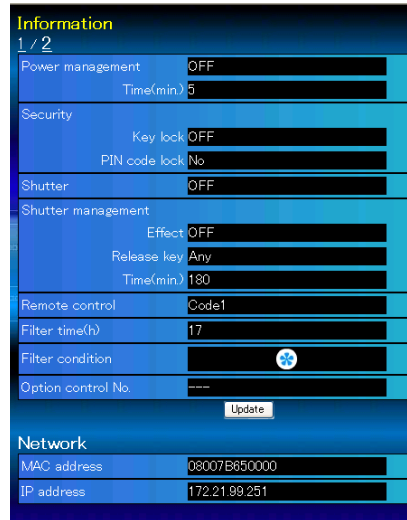 Information
1 / 2
Power management OFF
Time(min.) 5
Security
Key lock OFF
PIN code lock No
Shutter OFF
Shutter management
Effect OFF
Release key Any
Time(min.) 180
Remote control Code1
Filter time(h) 17
Filter condition
Option control No. ---
Update
Network
MAC address 08007B650000
IP address 172.21.99.251